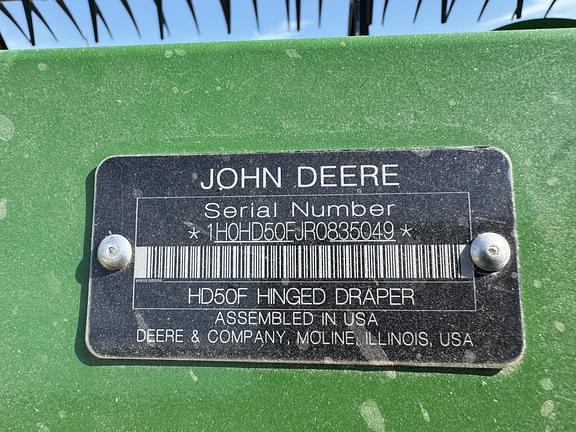 JOHN DEERE
Serial Number
*1H0HD50FJR0835049*
HD50F HINGED DRAPER
ASSEMBLED IN USA
DEERE & COMPANY, MOLINE, ILLINOIS, USA